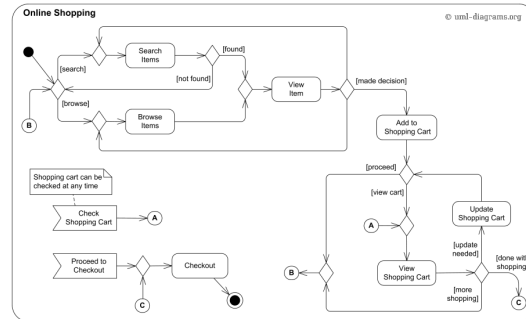 Online Shopping
© uml-diagrams.org
Search
Items
[found]
[search]
[not found]
View
Item
[made decision]
B
[browse]
Browse
Items
Add to
Shopping Cart
Shopping cart can be
checked at any time
[proceed]
[view cart]
Check
Shopping Cart
A
A
Update
Shopping Cart
[update
needed]
[done with
shopping]
Proceed to
Checkout
Checkout
B
View
Shopping Cart
[more
shopping]
C
C